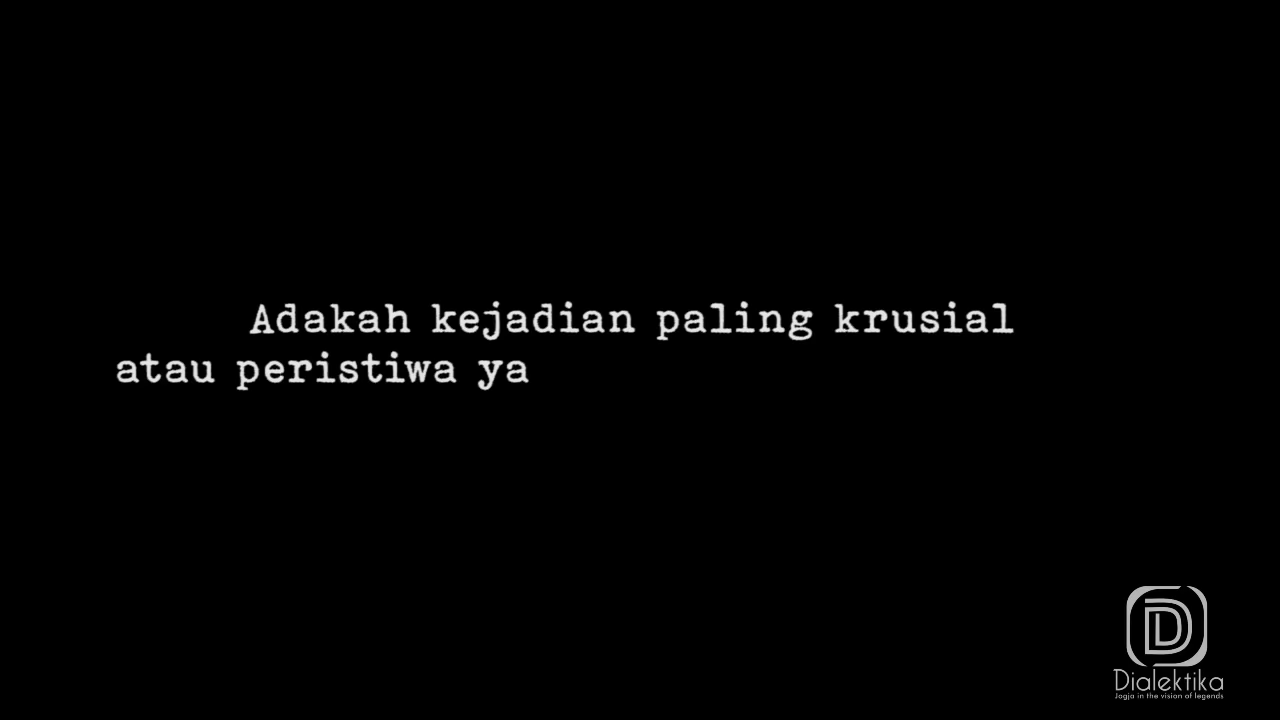 Adakah kejadian paling krusial
atau peristiwa ya
Dialektika
Jogja in the vision of legends